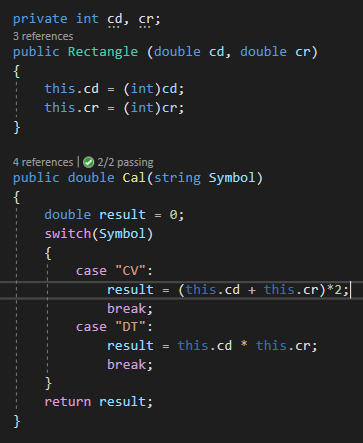 private int cd, cr;
3 references
public Rectangle (double cd, double cr)
{
    this.cd = (int)cd;
    this.cr = (int)cr;
}
4 references | 2/2 passing
public double Cal(string Symbol)
{
    double result = 0;
    switch(Symbol)
    {
        case "CV":
            result = (this.cd + this.cr)*2;
            break;
        case "DT":
            result = this.cd * this.cr;
            break;
    }
    return result;
}